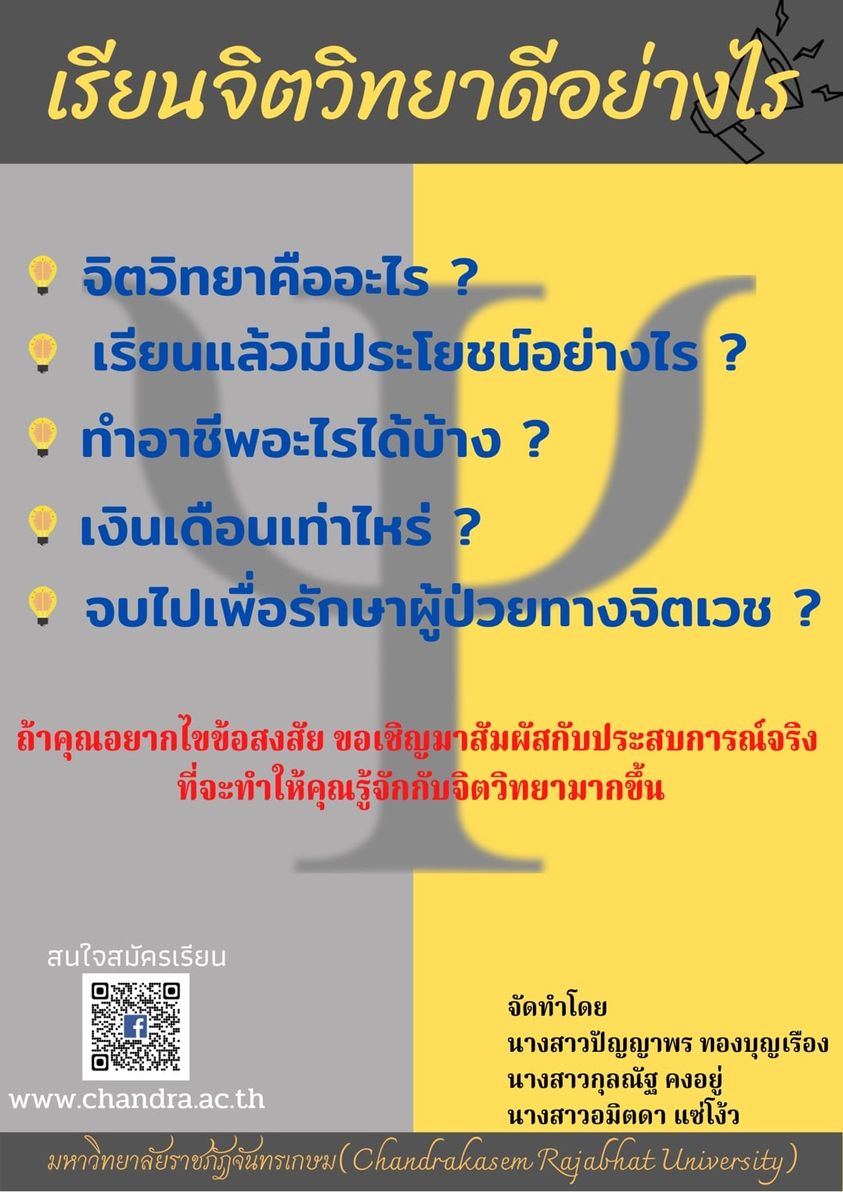 เรียนจิตวิทยาดีอย่างไร
จิตวิทยาคืออะไร ?
เรียนแล้วมีประโยชน์อย่างไร ?
ทำอาชีพอะไรได้บ้าง ?
เงินเดือนเท่าไหร่ ?
จบไปเพื่อรักษาผู้ป่วยทางจิตเวช ?
ถ้าคุณอยากไขข้อสงสัย ขอเชิญมาสัมผัสกับประสบการณ์จริง
ที่จะทำให้คุณรู้จักกับจิตวิทยามากขึ้น
สนใจสมัครเรียน
www.chandra.ac.th
จัดทำโดย
นางสาวปัญญาพร ทองบุญเรือง
นางสาวกุลณัฐ คงอยู่
นางสาวอมิตดา แซ่โง้ว
มหาวิทยาลัยราชภัฏจันทรเกษม(Chandrakasem Rajabhat University)